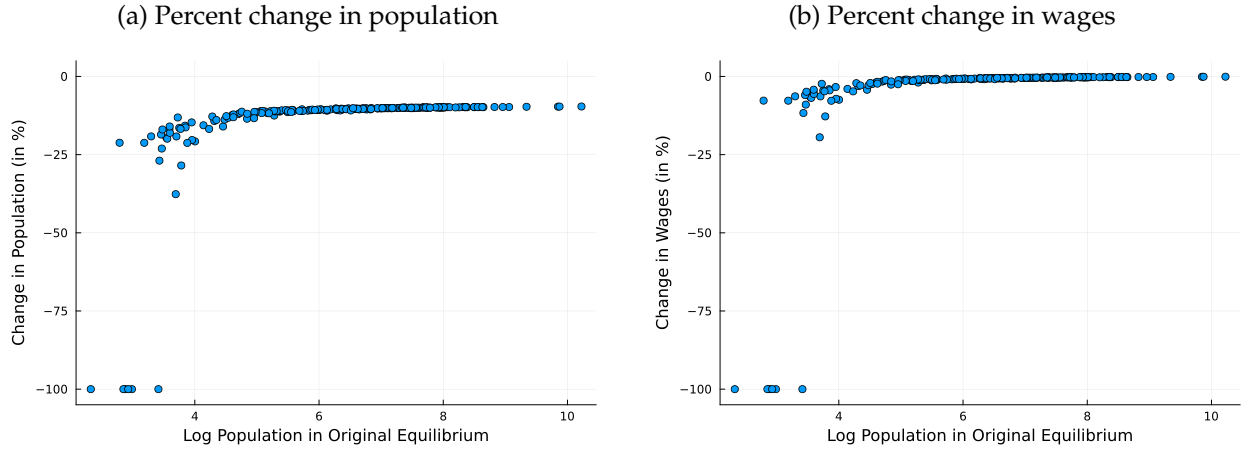 (a) Percent change in population
0
−25
−50
−75
−100
Change in Population (in %)
4 6 8 10
Log Population in Original Equilibrium
(b) Percent change in wages
0
−25
−50
−75
−100
Change in Wages (in %)
4 6 8 10
Log Population in Original Equilibrium